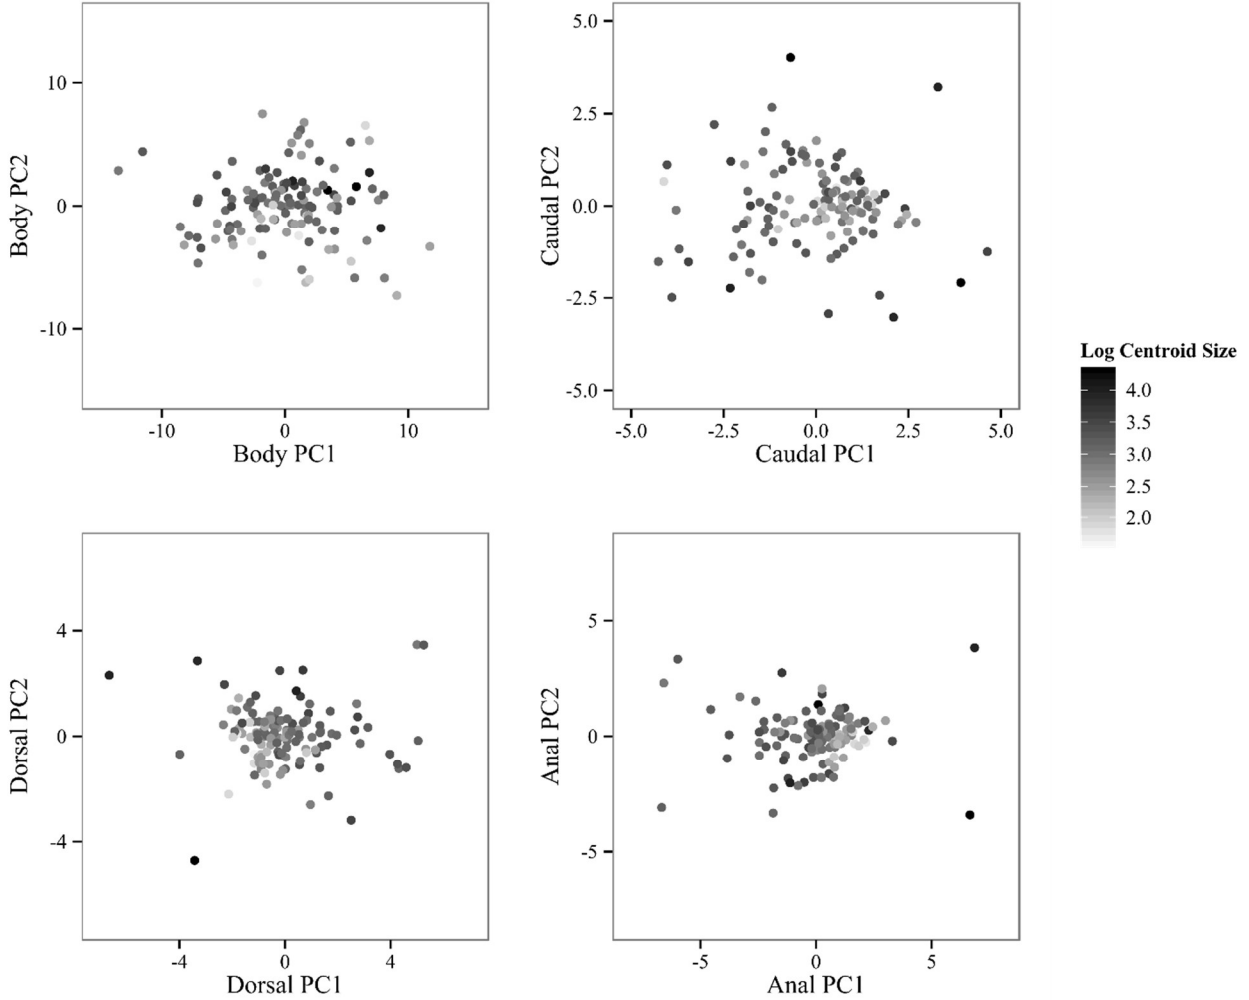 10
0
-10
Body PC2
-10 0 10
Body PC1
5.0
2.5
0.0
-2.5
-5.0
Caudal PC2
-5.0 -2.5 0.0 2.5 5.0
Caudal PC1
Log Centroid Size
4.0
3.5
3.0
2.5
2.0
4
0
-4
Dorsal PC2
-4 0 4
Dorsal PC1
5
0
-5
Anal PC2
-5 0 5
Anal PC1